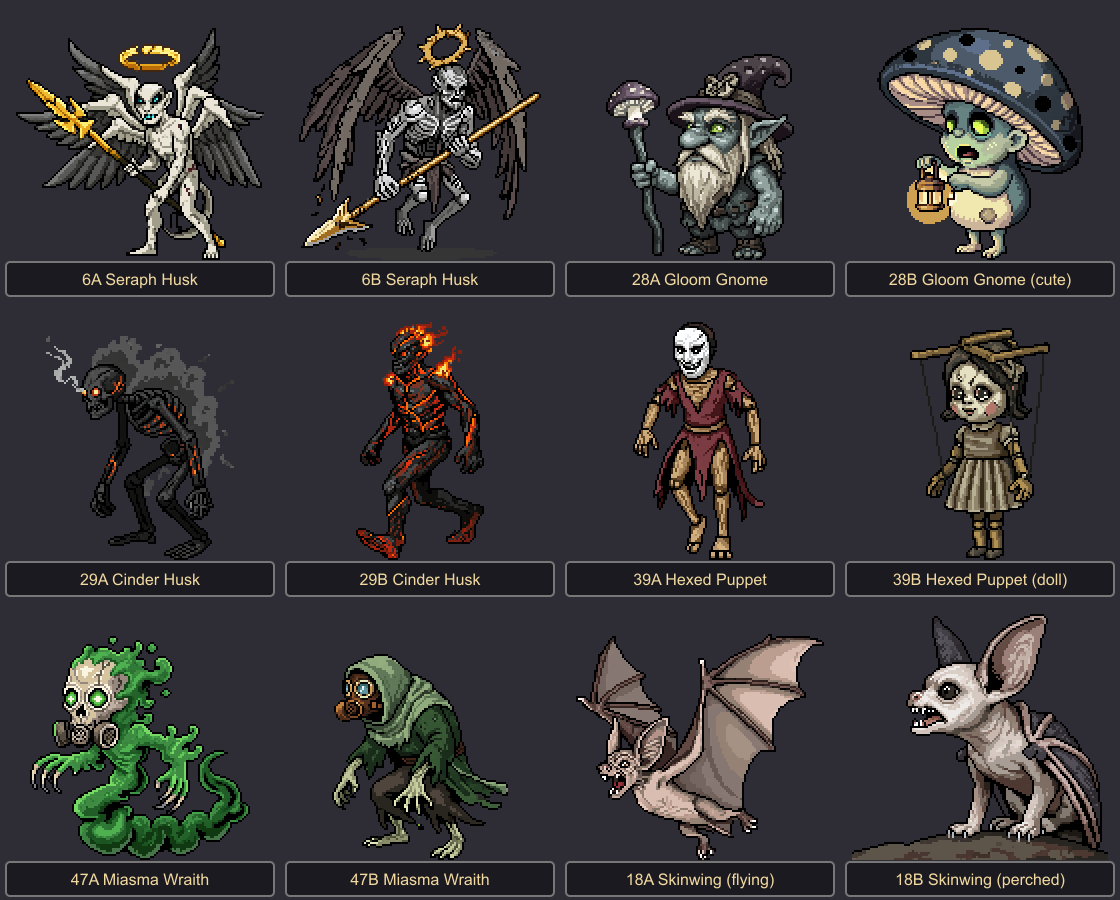 6A Seraph Husk
6B Seraph Husk
28A Gloom Gnome
28B Gloom Gnome (cute)
29A Cinder Husk
29B Cinder Husk
39A Hexed Puppet
39B Hexed Puppet (doll)
47A Miasma Wraith
47B Miasma Wraith
18A Skinwing (flying)
18B Skinwing (perched)